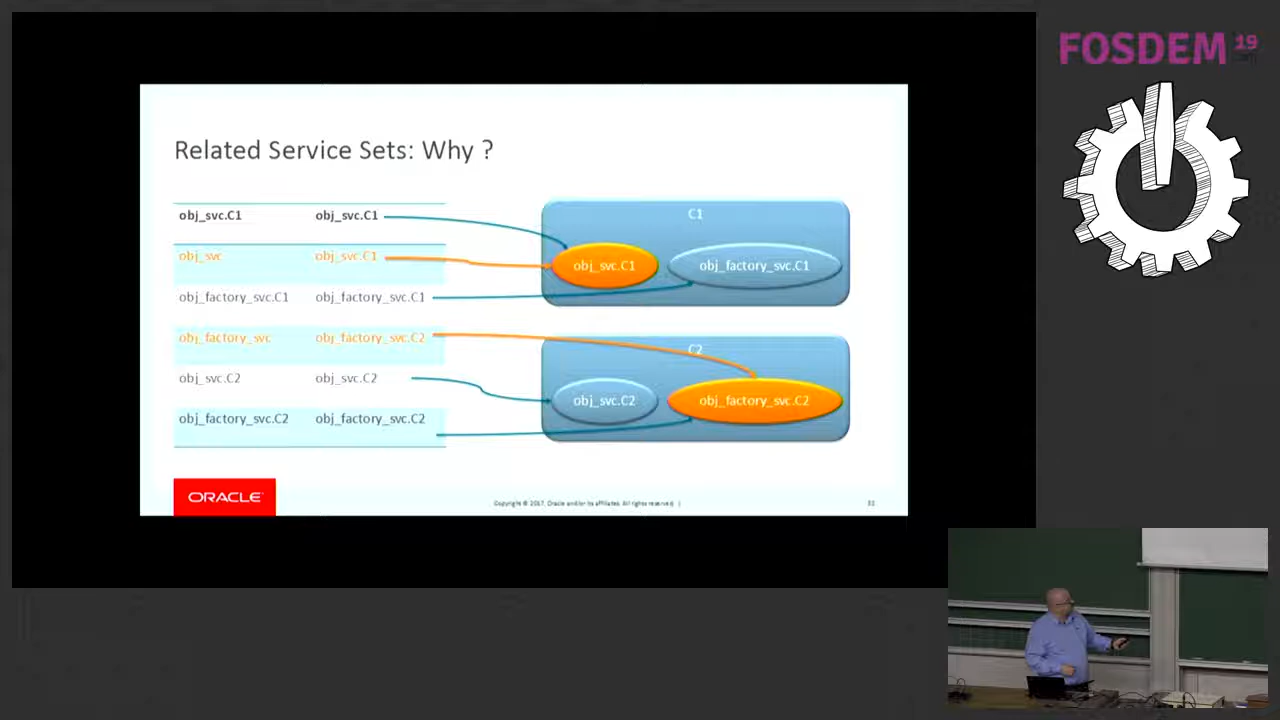 FOSDEM 19
Related Service Sets: Why ?
obj_svc.C1 obj_svc.C1
obj_svc obj_svc.C1
obj_factory_svc.C1 obj_factory_svc.C1
obj_factory_svc obj_factory_svc.C2
obj_svc.C2 obj_svc.C2
obj_factory_svc.C2 obj_factory_svc.C2
C1
obj_svc.C1 obj_factory_svc.C1
C2
obj_svc.C2 obj_factory_svc.C2
ORACLE
Copyright © 2017, Oracle and/or its affiliates. All rights reserved. |